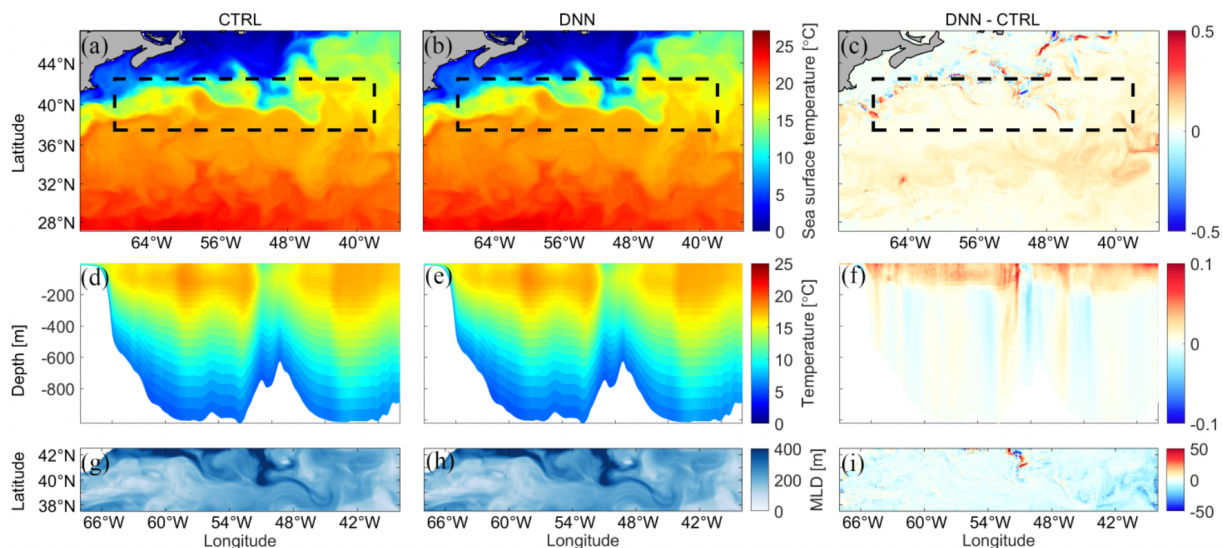 CTRL DNN DNN - CTRL
(a) (b) (c)
Latitude
44°N
40°N
36°N
32°N
28°N
64°W 56°W 48°W 40°W
64°W 56°W 48°W 40°W
64°W 56°W 48°W 40°W
25
20
15
10
5
0
Sea surface temperature [°C]
0.5
0
-0.5
(d) (e) (f)
Depth [m]
-200
-400
-600
-800
25
20
15
10
5
0
Temperature [°C]
0.1
0
-0.1
(g) (h) (i)
Latitude
42°N
40°N
38°N
66°W 60°W 54°W 48°W 42°W
66°W 60°W 54°W 48°W 42°W
66°W 60°W 54°W 48°W 42°W
400
200
0
MLD [m]
50
0
-50
Longitude Longitude Longitude